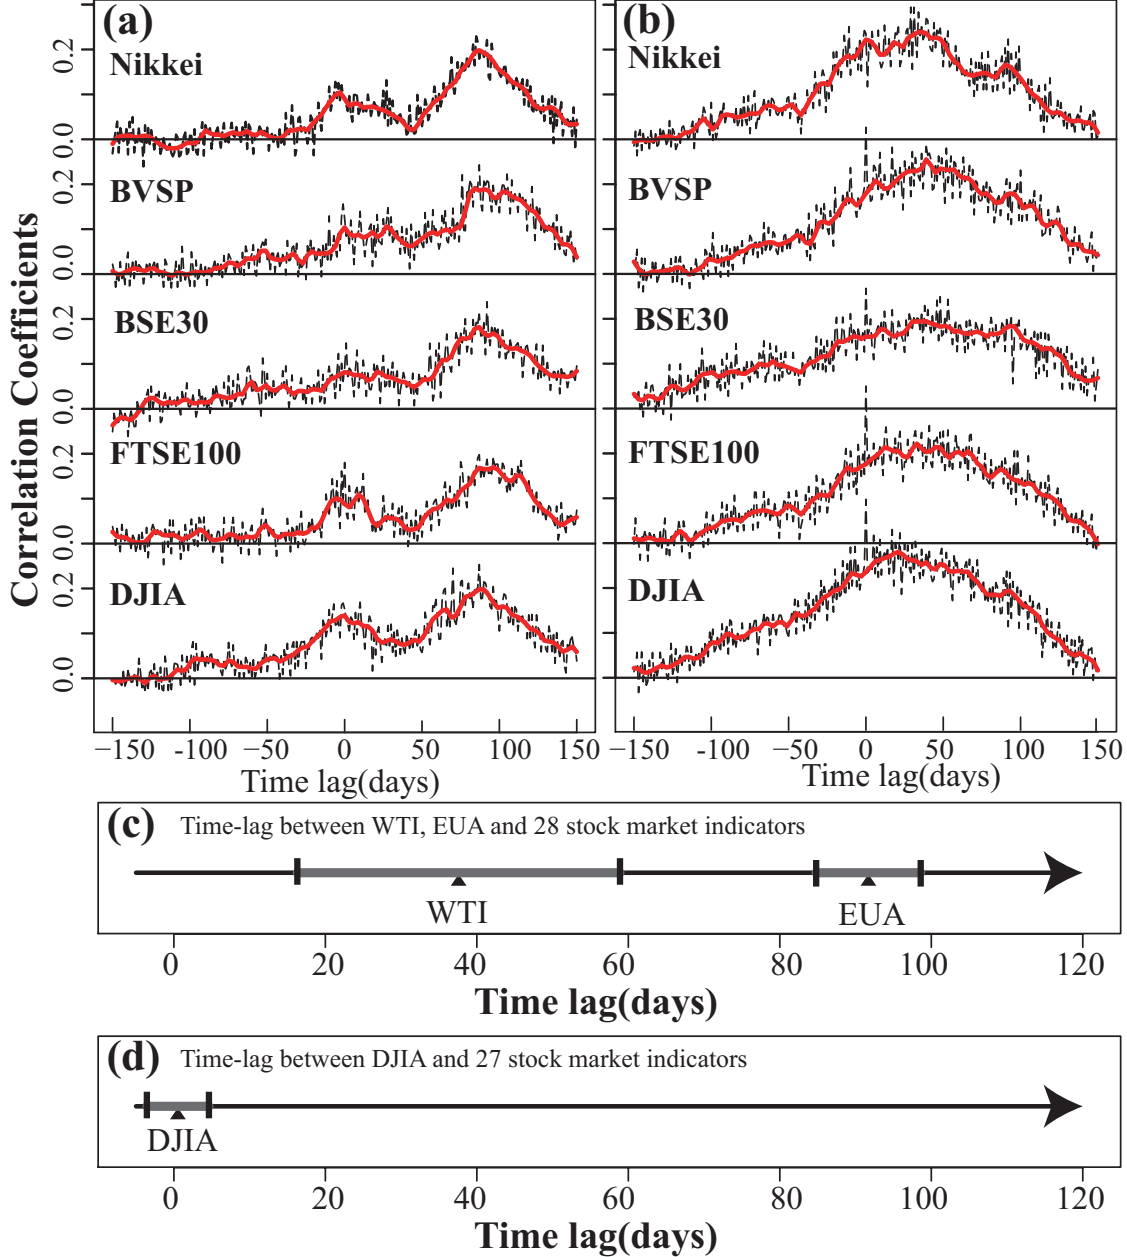 (a)
Nikkei
BVSP
BSE30
FTSE100
DJIA
Correlation Coefficients
0.2
0.0
0.2
0.0
0.2
0.0
0.2
0.0
0.2
0.0
−150 -100 −50 0 50 100 150
Time lag(days)
(b)
Nikkei
BVSP
BSE30
FTSE100
DJIA
−150 -100 −50 0 50 100 150
Time lag(days)
(c) Time-lag between WTI, EUA and 28 stock market indicators
WTI EUA
0 20 40 60 80 100 120
Time lag(days)
(d) Time-lag between DJIA and 27 stock market indicators
DJIA
0 20 40 60 80 100 120
Time lag(days)